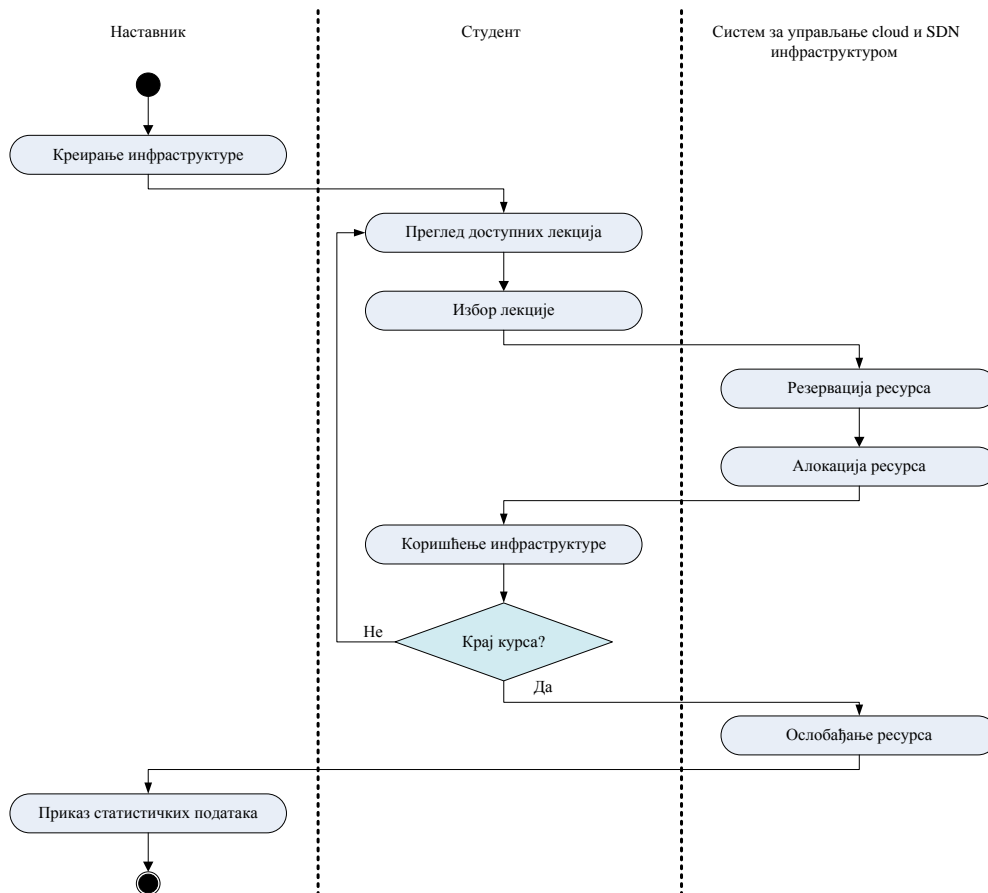 Наставник
Студент
Систем за управљање cloud и SDN
инфраструктуром
Креирање инфраструктуре
Преглед доступних лекција
Избор лекције
Резервација ресурса
Алокација ресурса
Коришћење инфраструктуре
Крај курса?
Не
Да
Ослобађање ресурса
Приказ статистичких података